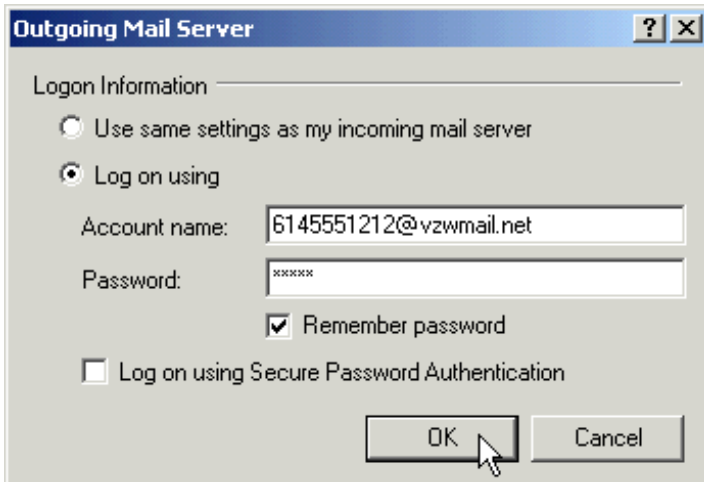 Outgoing Mail Server
Logon Information
Use same settings as my incoming mail server
Log on using
Account name: 6145551212@vzwmail.net
Password: *****
Remember password
Log on using Secure Password Authentication
OK Cancel